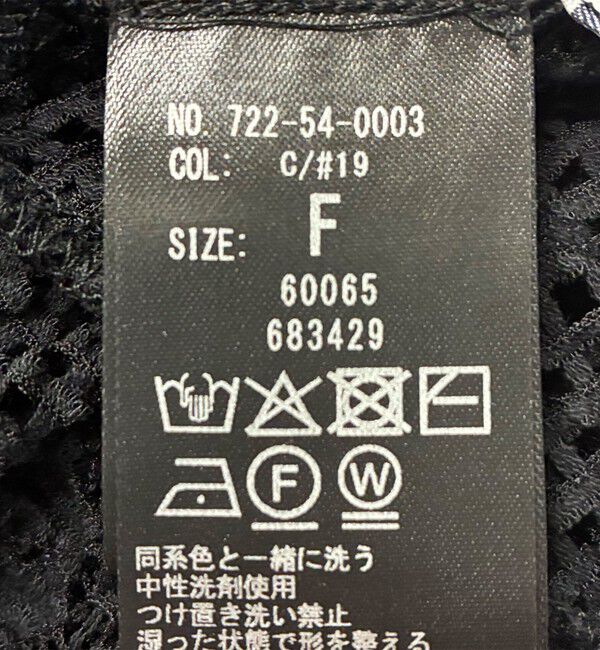 NO. 722-54-0003
COL: C/#19
SIZE: F
60065
683429
F W
同系色と一緒に洗う
中性洗剤使用
つけ置き洗い禁止
湿った状態で形を整える